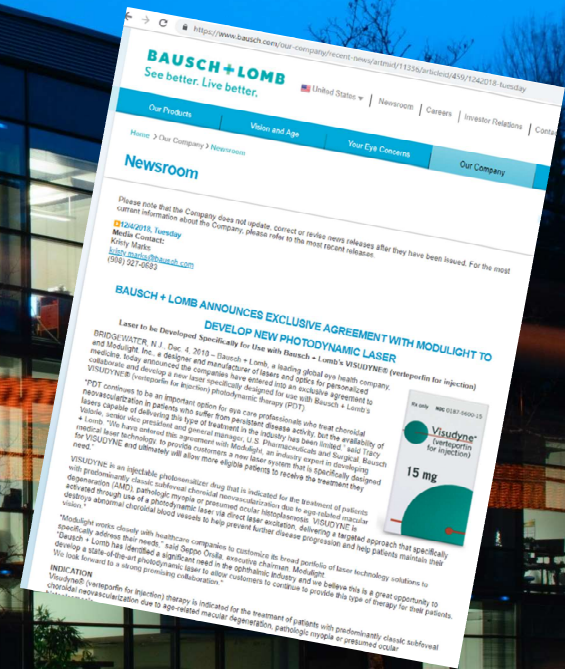 https://www.bausch.com/our-company/recent-news/artmid/11336/articleid/459/1242018-tuesday
BAUSCH+LOMB
See better. Live better.
United States
Newsroom
Careers
Investor Relations
Our Products
Vision and Age
Your Eye Concerns
Our Company
Home > Our Company > Newsroom
Newsroom
Please note that the Company does not update, correct or revise news releases after they have been issued. For the most
current information about the Company, please refer to the most recent releases.
12/4/2018, Tuesday
Media Contact:
Kristy Marks
kristy.marks@bausch.com
(908) 927-0683
BAUSCH + LOMB ANNOUNCES EXCLUSIVE AGREEMENT WITH MODULIGHT TO
DEVELOP NEW PHOTODYNAMIC LASER
Laser to be Developed Specifically for Use with Bausch + Lomb's VISUDYNE® (verteporfin for injection)
BRIDGEWATER, N.J., Dec. 4, 2018 – Bausch + Lomb, a leading global eye health company,
and Modulight, Inc., a designer and manufacturer of lasers and optics for personalized
medicine, today announced the companies have entered into an exclusive agreement to
collaborate and develop a new laser specifically designed for use with Bausch + Lomb's
VISUDYNE® (verteporfin for injection) photodynamic therapy (PDT).
"PDT continues to be an important option for eye care professionals who treat choroidal
neovascularization in patients who suffer from persistent disease activity, but the availability of
lasers capable of delivering this type of treatment in the industry has been limited," said Tracy
Valorie, senior vice president and general manager, U.S. Pharmaceuticals and Surgical, Bausch
+ Lomb. "We have entered this agreement with Modulight, an industry expert in developing
medical laser technology, to provide customers a new laser system that is specifically designed
for VISUDYNE and ultimately will allow more eligible patients to receive the treatment they
need."
Rx only NDC 0187-5600-15
Visudyne®
(verteporfin
for injection)
15 mg
VISUDYNE is an injectable photosensitizer drug that is indicated for the treatment of patients
with predominantly classic subfoveal choroidal neovascularization due to age-related macular
degeneration (AMD), pathologic myopia or presumed ocular histoplasmosis. VISUDYNE is
activated through use of a photodynamic laser via direct laser excitation, delivering a targeted approach that specifically
destroys abnormal choroidal blood vessels to help prevent further disease progression and help patients maintain their
vision."
"Modulight works closely with healthcare companies to customize its broad portfolio of laser technology solutions to
specifically address their needs," said Seppo Orsila, executive chairman, Modulight.
"Bausch + Lomb has identified a significant need in the ophthalmic industry and we believe this is a great opportunity to
develop a state-of-the-art photodynamic laser to allow customers to continue to provide this type of therapy for their patients.
We look forward to a strong promising collaboration."
INDICATION
Visudyne® (verteporfin for injection) therapy is indicated for the treatment of patients with predominantly classic subfoveal
choroidal neovascularization due to age-related macular degeneration, pathologic myopia or presumed ocular